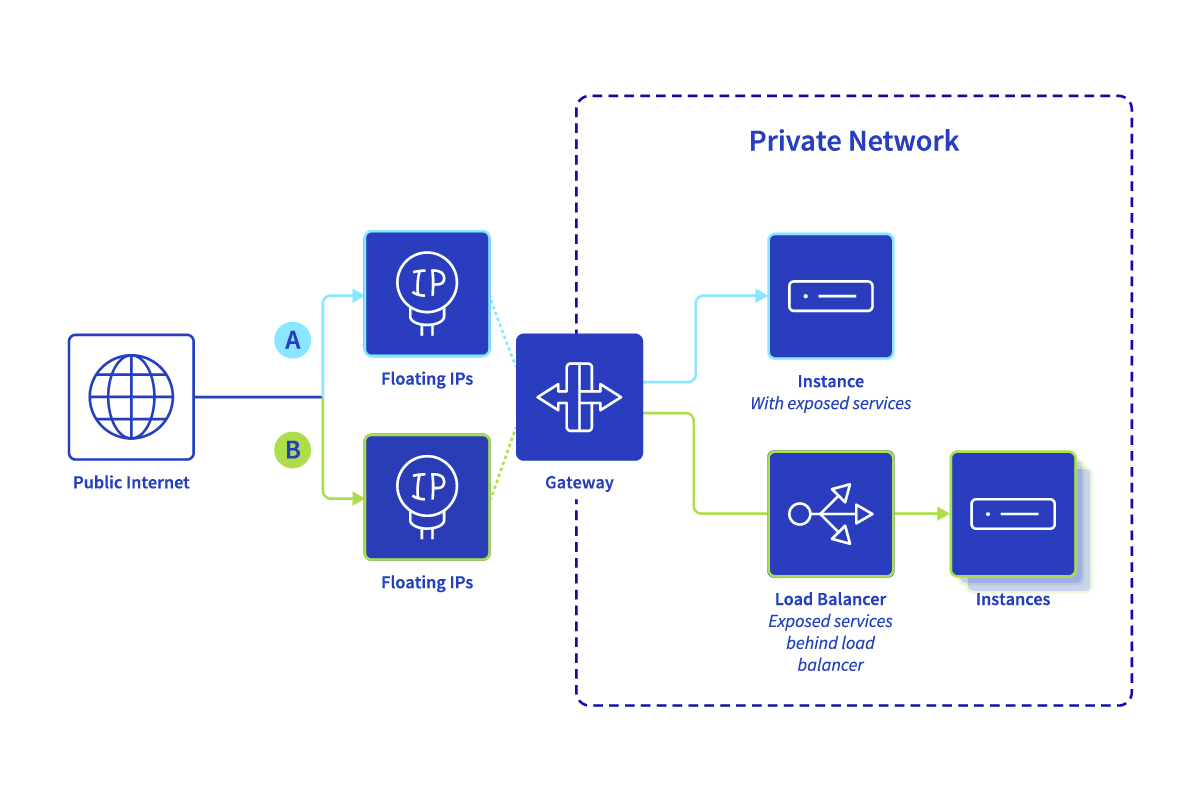 Private Network
A
B
IP
Floating IPs
IP
Floating IPs
Public Internet
Gateway
Instance
With exposed services
Load Balancer
Exposed services
behind load
balancer
Instances